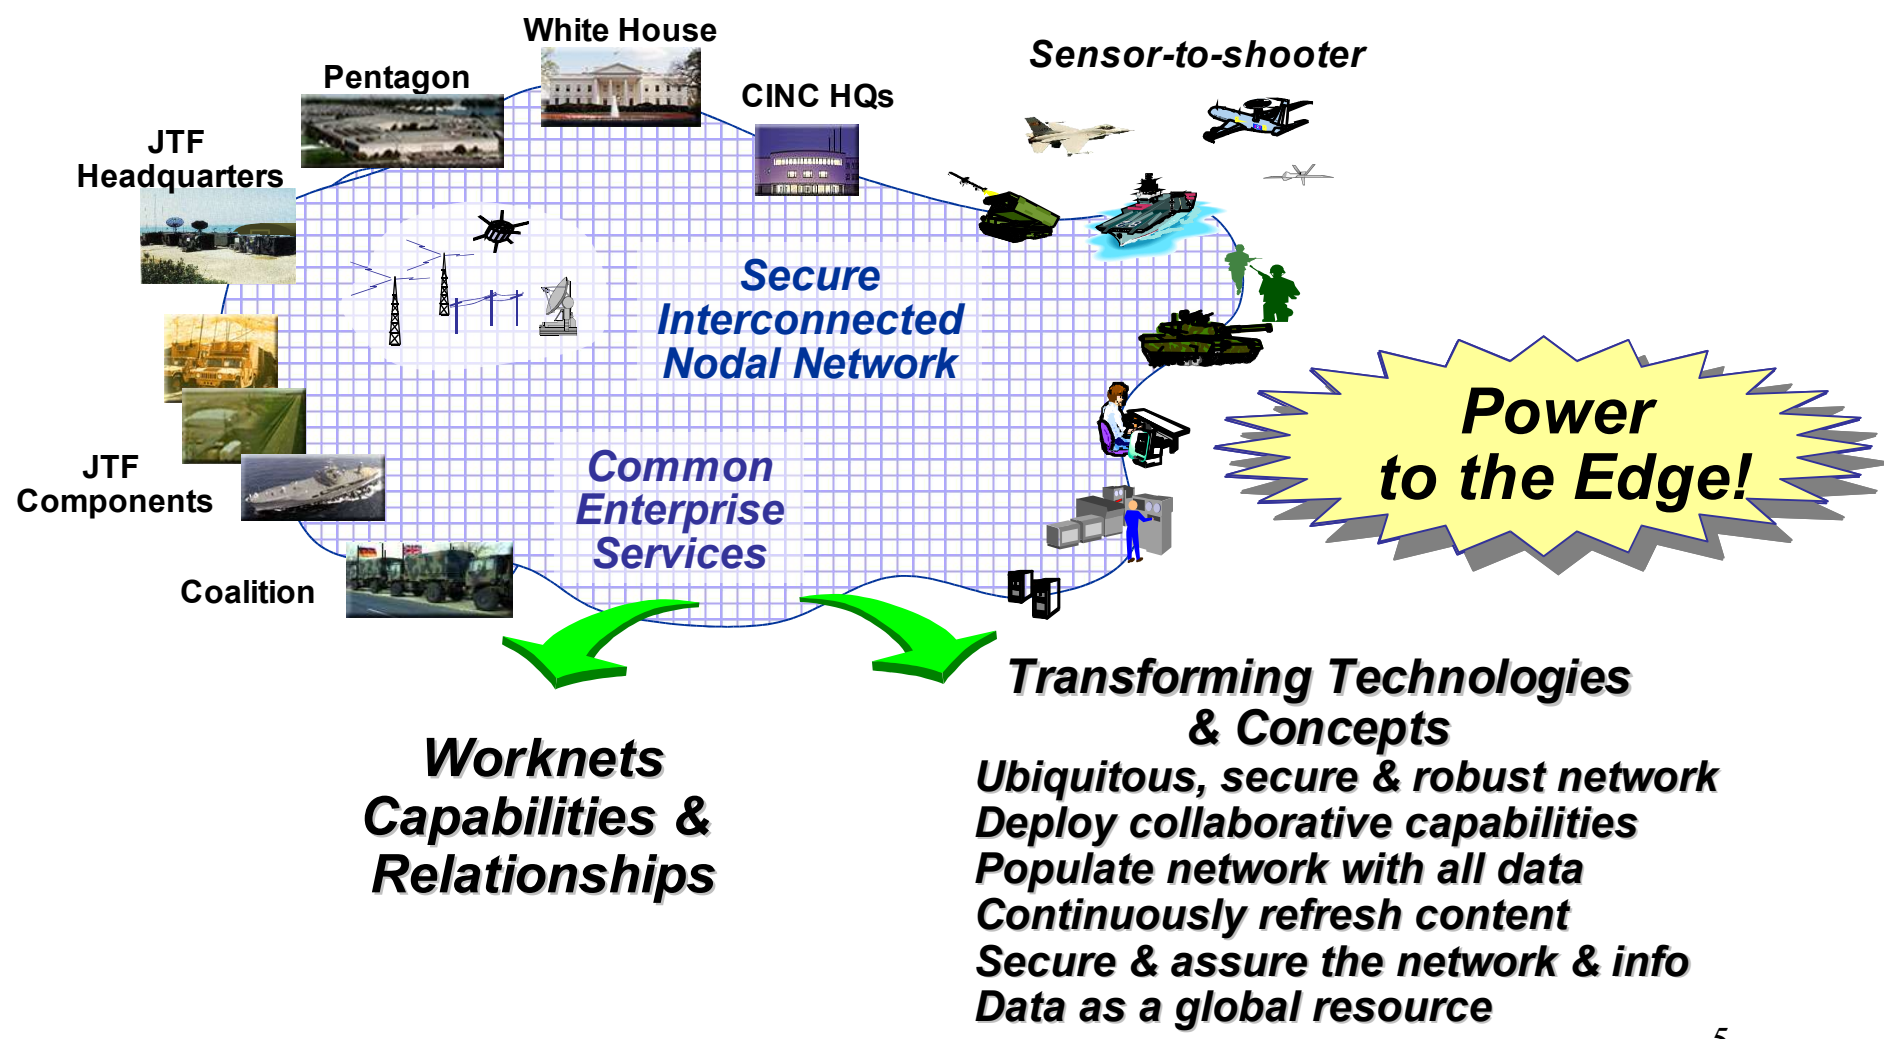 White House
Pentagon
CINC HQs
Sensor-to-shooter
JTF
Headquarters
Secure
Interconnected
Nodal Network
Common
Enterprise
Services
JTF
Components
Coalition
Power
to the Edge!
Worknets
Capabilities &
Relationships
Transforming Technologies
& Concepts
Ubiquitous, secure & robust network
Deploy collaborative capabilities
Populate network with all data
Continuously refresh content
Secure & assure the network & info
Data as a global resource
5